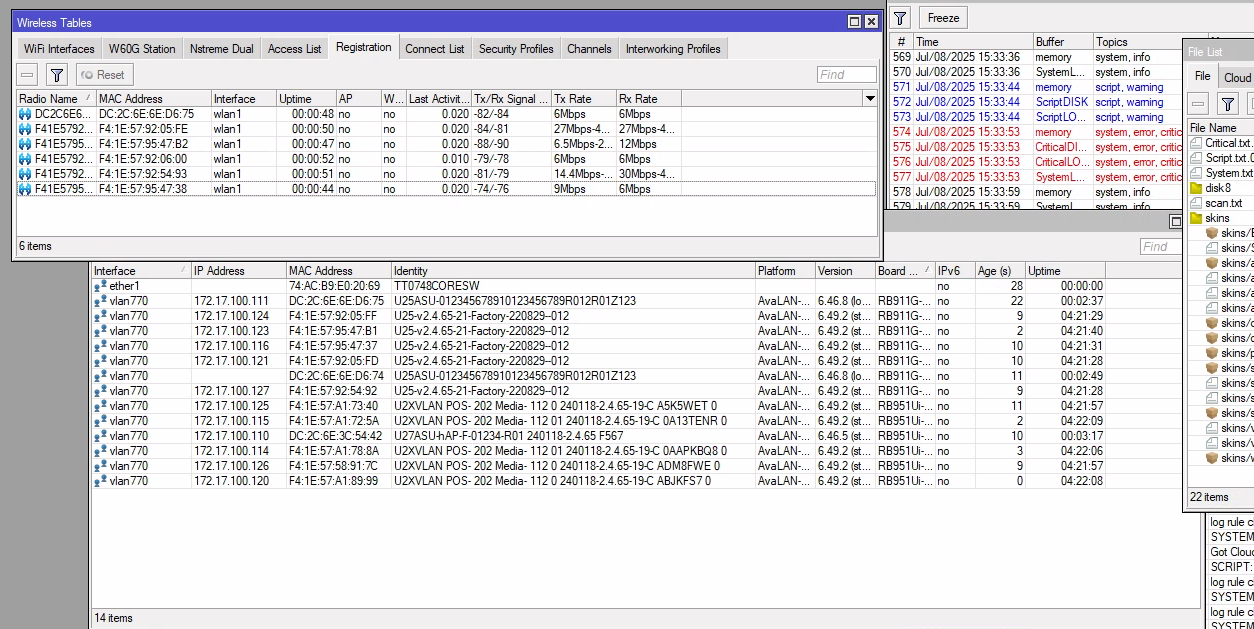 Wireless Tables
WiFi Interfaces W60G Station Nstreme Dual Access List Registration Connect List Security Profiles Channels Interworking Profiles
Reset Find
Radio Name MAC Address Interface Uptime AP W... Last Activit... Tx/Rx Signal ... Tx Rate Rx Rate
DC2C6E6... DC:2C:6E:6E:D6:75 wlan1 00:00:48 no no 0.020 -82/-84 6Mbps 6Mbps
F41E5792... F4:1E:57:92:05:FE wlan1 00:00:50 no no 0.020 -84/-81 27Mbps-4... 27Mbps-4...
F41E5795... F4:1E:57:95:47:B2 wlan1 00:00:47 no no 0.020 -88/-90 6.5Mbps-2... 12Mbps
F41E5792... F4:1E:57:92:06:00 wlan1 00:00:52 no no 0.010 -79/-78 6Mbps 6Mbps
F41E5792... F4:1E:57:92:54:93 wlan1 00:00:51 no no 0.020 -81/-79 14.4Mbps-... 30Mbps-4...
F41E5795... F4:1E:57:95:47:38 wlan1 00:00:44 no no 0.020 -74/-76 9Mbps 6Mbps
6 items
Freeze
# Time Buffer Topics
569 Jul/08/2025 15:33:36 memory system, info
570 Jul/08/2025 15:33:36 SystemL... system, info
571 Jul/08/2025 15:33:44 memory script, warning
572 Jul/08/2025 15:33:44 ScriptDISK script, warning
573 Jul/08/2025 15:33:44 ScriptLO... script, warning
574 Jul/08/2025 15:33:53 memory system, error, critic
575 Jul/08/2025 15:33:53 CriticalDI... system, error, critic
576 Jul/08/2025 15:33:53 CriticalLO... system, error, critic
577 Jul/08/2025 15:33:53 SystemL... system, error, critic
578 Jul/08/2025 15:33:59 memory system, info
579 Jul/08/2025 15:33:59 SystemL system, info
File List
File Cloud
File Name
Critical.txt.
Script.txt.0
System.txt
disk8
scan.txt
skins
skins/
skins/
skins/a
skins/a
skins/a
skins/a
skins/
skins/
skins/p
skins/s
skins/s
skins/s
skins/s
skins/
skins/
skins/
22 items
Find
Interface IP Address MAC Address Identity Platform Version Board ... IPv6 Age (s) Uptime
ether1 74:AC:B9:E0:20:69 TT0748CORESW no 28 00:00:00
vlan770 172.17.100.111 DC:2C:6E:6E:D6:75 U25ASU-012345678910123456789R012R01Z123 AvaLAN-... 6.46.8 (lo... RB911G-... no 22 00:02:37
vlan770 172.17.100.124 F4:1E:57:92:05:FF U25-v2.4.65-21-Factory-220829--012 AvaLAN-... 6.49.2 (st... RB911G-... no 9 04:21:29
vlan770 172.17.100.123 F4:1E:57:95:47:B1 U25-v2.4.65-21-Factory-220829--012 AvaLAN-... 6.49.2 (st... RB911G-... no 2 04:21:40
vlan770 172.17.100.116 F4:1E:57:95:47:37 U25-v2.4.65-21-Factory-220829--012 AvaLAN-... 6.49.2 (st... RB911G-... no 10 04:21:31
vlan770 172.17.100.121 F4:1E:57:92:05:FD U25-v2.4.65-21-Factory-220829--012 AvaLAN-... 6.49.2 (st... RB911G-... no 10 04:21:28
vlan770 DC:2C:6E:6E:D6:74 U25ASU-012345678910123456789R012R01Z123 AvaLAN-... 6.46.8 (lo... RB911G-... no 11 00:02:49
vlan770 172.17.100.127 F4:1E:57:92:54:92 U25-v2.4.65-21-Factory-220829--012 AvaLAN-... 6.49.2 (st... RB911G-... no 9 04:21:28
vlan770 172.17.100.125 F4:1E:57:A1:73:40 U2XVLAN POS- 202 Media- 112 0 240118-2.4.65-19-C A5K5WET 0 AvaLAN-... 6.49.2 (st... RB951Ui-... no 11 04:21:57
vlan770 172.17.100.115 F4:1E:57:A1:72:5A U2XVLAN POS- 202 Media- 112 0 240118-2.4.65-19-C 0A13TENR 0 AvaLAN-... 6.49.2 (st... RB951Ui-... no 2 04:22:09
vlan770 172.17.100.110 DC:2C:6E:3C:54:42 U27ASU-hAP-F-01234-R01 240118-2.4.65 F567 AvaLAN-... 6.46.5 (st... RB951Ui-... no 10 00:03:17
vlan770 172.17.100.114 F4:1E:57:A1:78:8A U2XVLAN POS- 202 Media- 112 01 240118-2.4.65-19-C 0AAPKBQ8 0 AvaLAN-... 6.49.2 (st... RB951Ui-... no 3 04:22:06
vlan770 172.17.100.126 F4:1E:57:58:91:7C U2XVLAN POS- 202 Media- 112 0 240118-2.4.65-19-C ADM8FWE 0 AvaLAN-... 6.49.2 (st... RB951Ui-... no 9 04:21:57
vlan770 172.17.100.120 F4:1E:57:A1:89:99 U2XVLAN POS- 202 Media- 112 0 240118-2.4.65-19-C ABJKFS7 0 AvaLAN-... 6.49.2 (st... RB951Ui-... no 0 04:22:08
14 items
log rule c
SYSTEM
Got Cloud
SCRIPT:
log rule c
SYSTEM
log rule c
SYSTEM